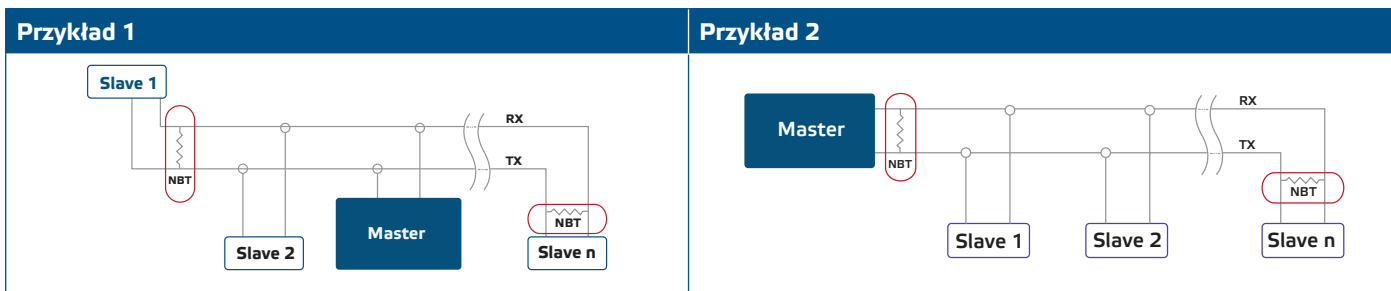 Przykład 1
Slave 1
RX
TX
NBT
NBT
Master
Slave 2
Slave n
Przykład 2
RX
Master
TX
NBT
NBT
Slave 1
Slave 2
Slave n